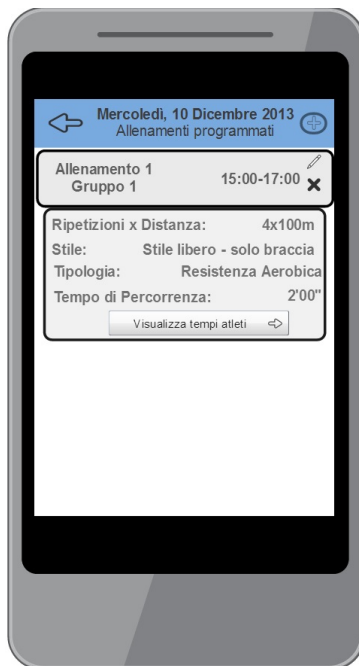 Mercoledì, 10 Dicembre 2013
Allenamenti programmati
Allenamento 1
Gruppo 1
15:00-17:00
Ripetizioni x Distanza: 4x100m
Stile: Stile libero - solo braccia
Tipologia: Resistenza Aerobica
Tempo di Percorrenza: 2'00"
Visualizza tempi atleti